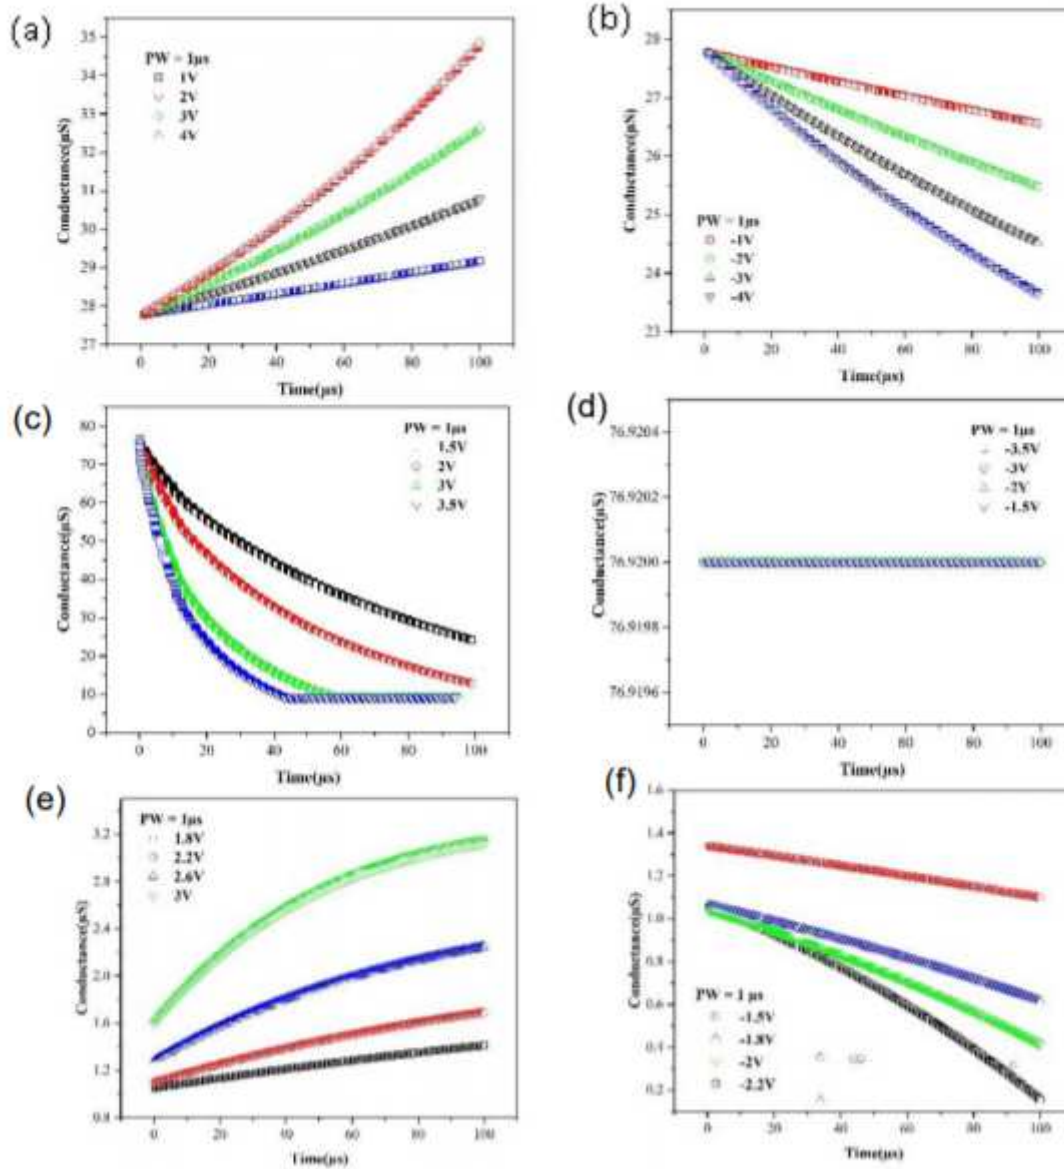 (a)
Conductance(μS)
35
34
33
32
31
30
29
28
27
PW = 1μs
1V
2V
3V
4V
0 20 40 60 80 100
Time(μs)
(b)
Conductance(μS)
28
27
26
25
24
23
PW = 1μs
-1V
-2V
-3V
-4V
0 20 40 60 80 100
Time(μs)
(c)
Conductance(μS)
80
70
60
50
40
30
20
10
0
PW = 1μs
1.5V
2V
3V
3.5V
0 20 40 60 80 100
Time(μs)
(d)
Conductance(μS)
76.9204
76.9202
76.9200
76.9198
76.9196
PW = 1μs
-3.5V
-3V
-2V
-1.5V
0 20 40 60 80 100
Time(μs)
(e)
Conductance(μS)
3.2
2.8
2.4
2.0
1.6
1.2
0.8
PW = 1μs
1.8V
2.2V
2.6V
3V
0 20 40 60 80 100
Time(μs)
(f)
Conductance(μS)
1.6
1.4
1.2
1.0
0.8
0.6
0.4
0.2
PW = 1 μs
-1.5V
-1.8V
-2V
-2.2V
0 20 40 60 80 100
Time(μs)